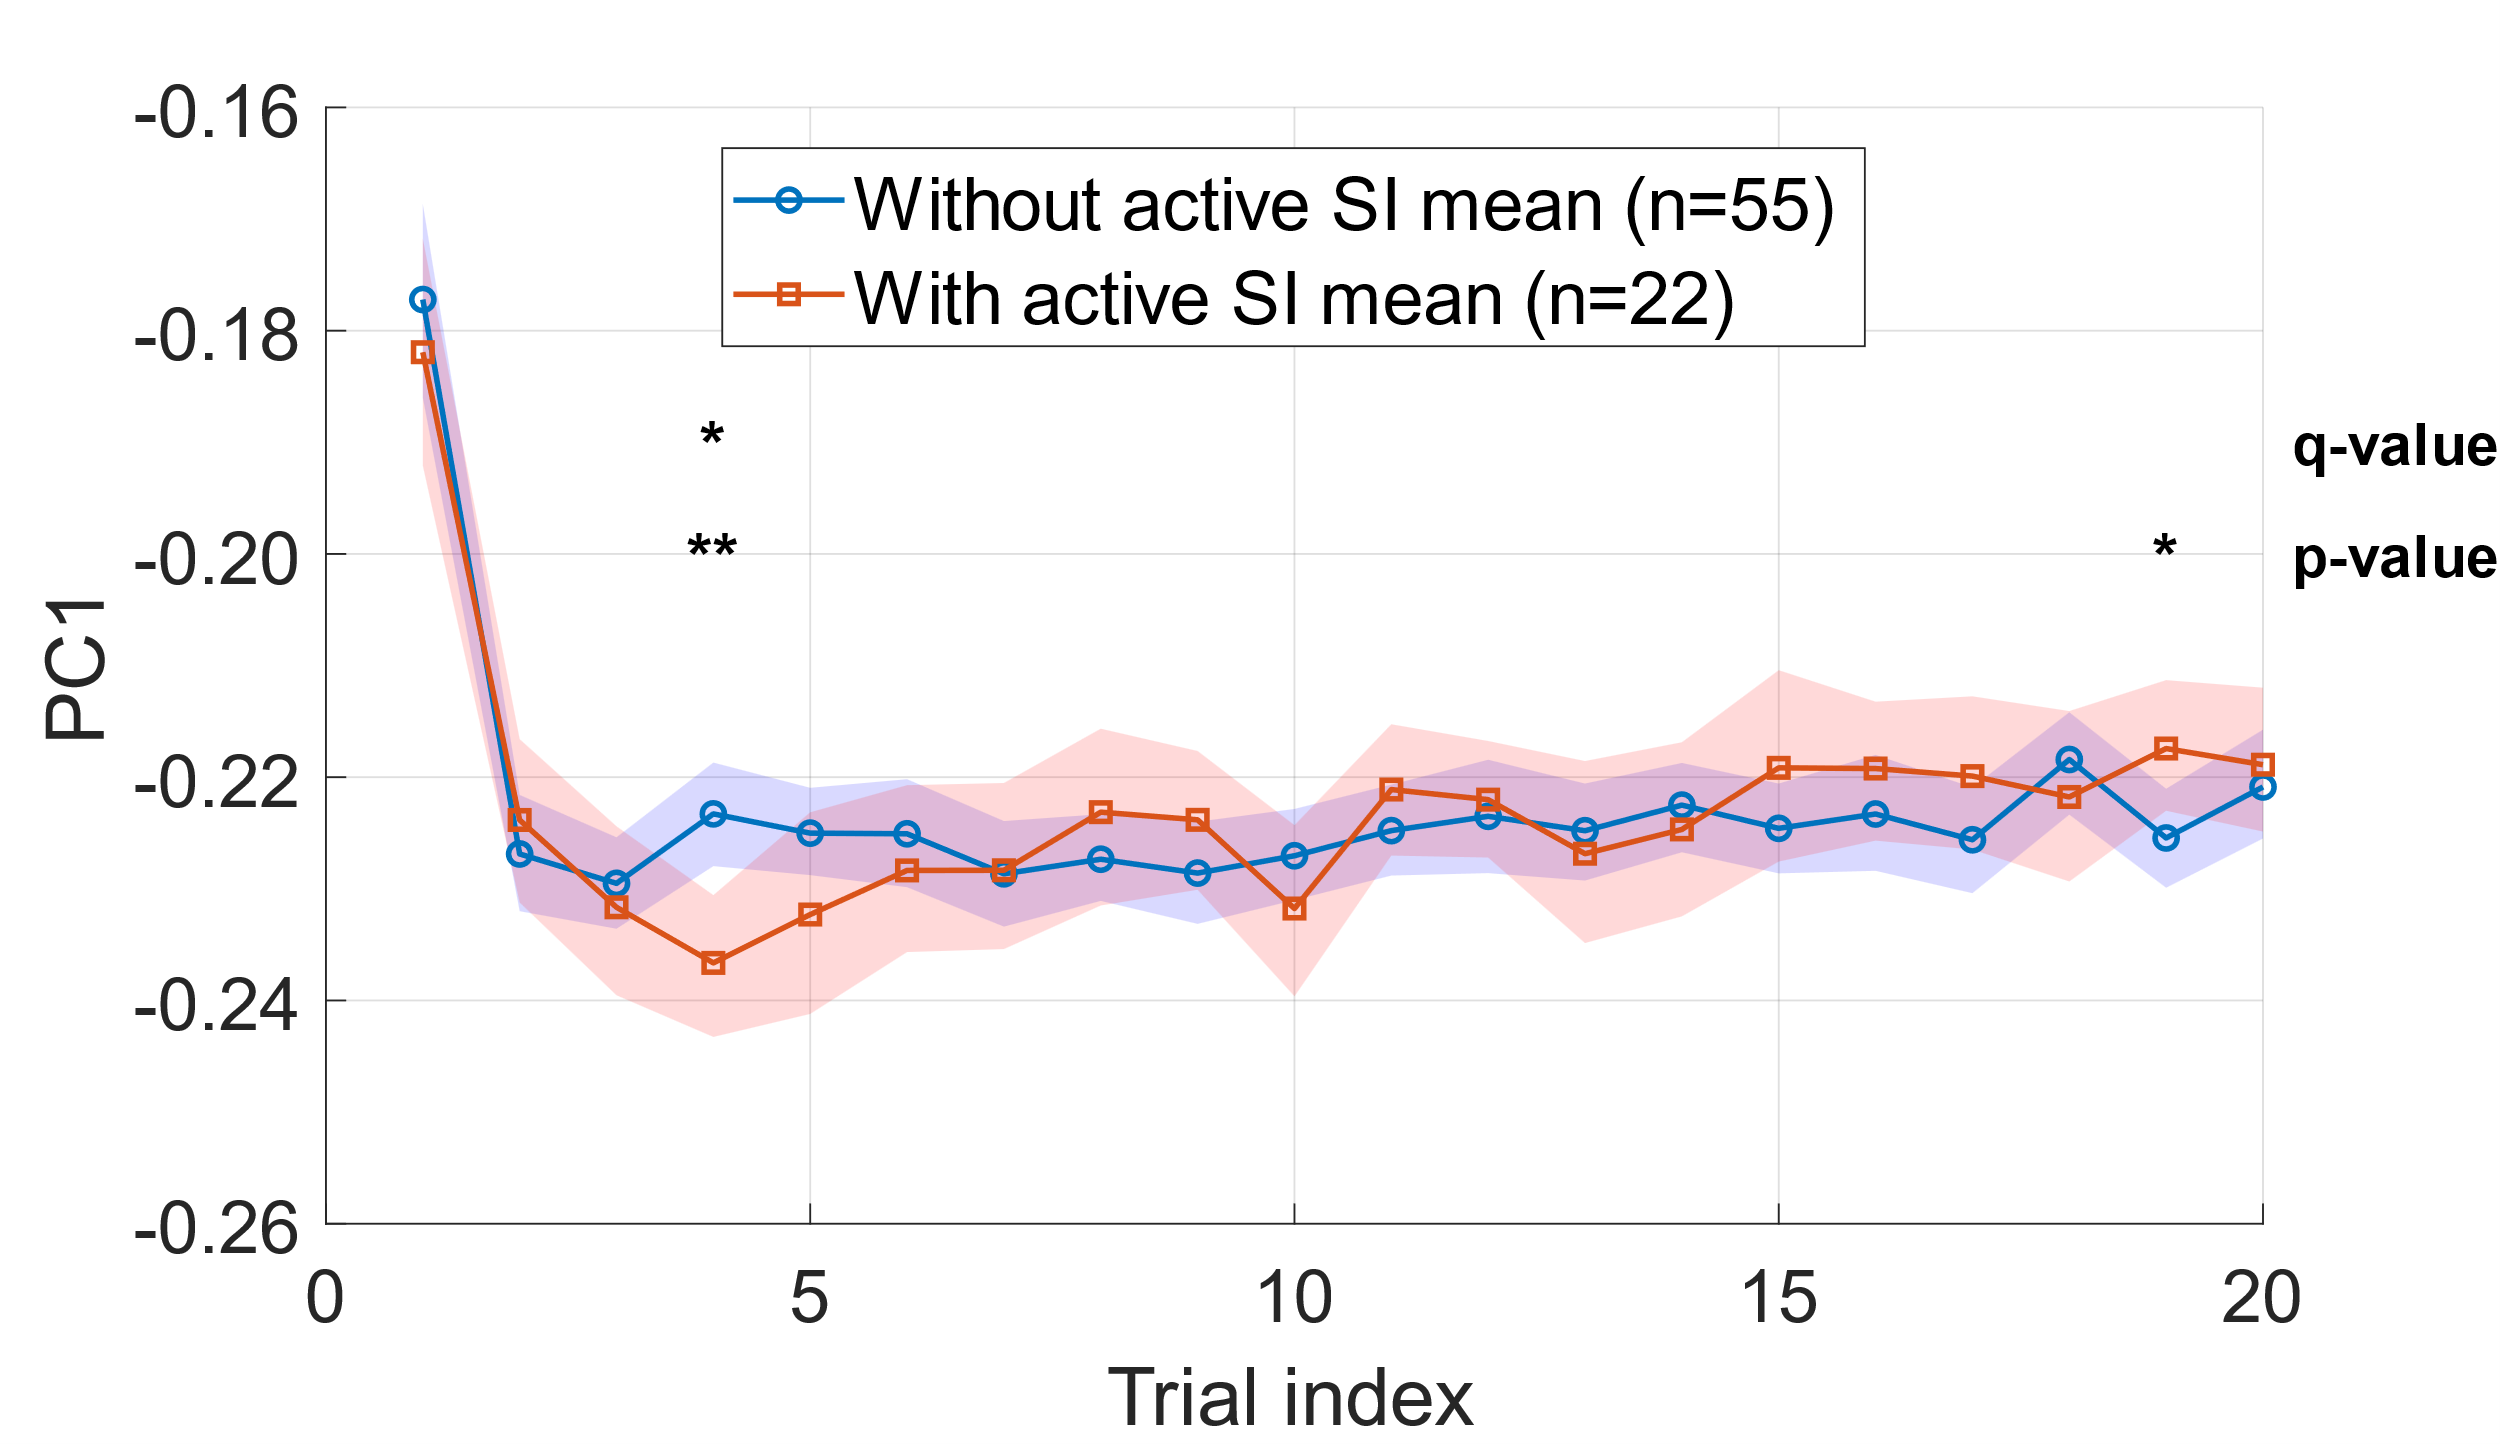 -0.16
Without active SI mean (n=55)
With active SI mean (n=22)
-0.18
* q-value
-0.20
** * p-value
PC1
-0.22
-0.24
-0.26
0 5 10 15 20
Trial index